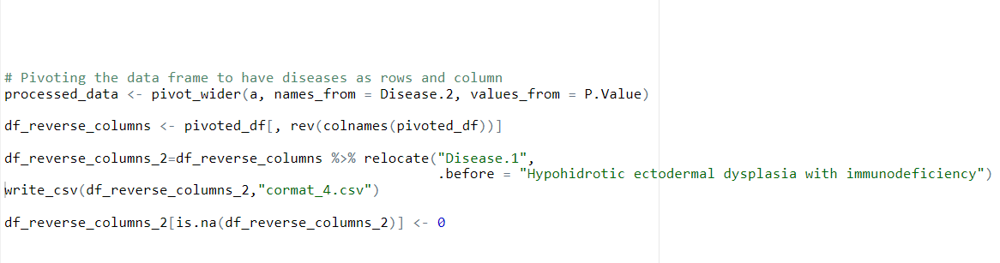 # Pivoting the data frame to have diseases as rows and column
processed_data <- pivot_wider(a, names_from = Disease.2, values_from = P.Value)
df_reverse_columns <- pivoted_df[, rev(colnames(pivoted_df))]
df_reverse_columns_2=df_reverse_columns %>% relocate("Disease.1",
.before = "Hypohidrotic ectodermal dysplasia with immunodeficiency")
write_csv(df_reverse_columns_2,"cormat_4.csv")
df_reverse_columns_2[is.na(df_reverse_columns_2)] <- 0